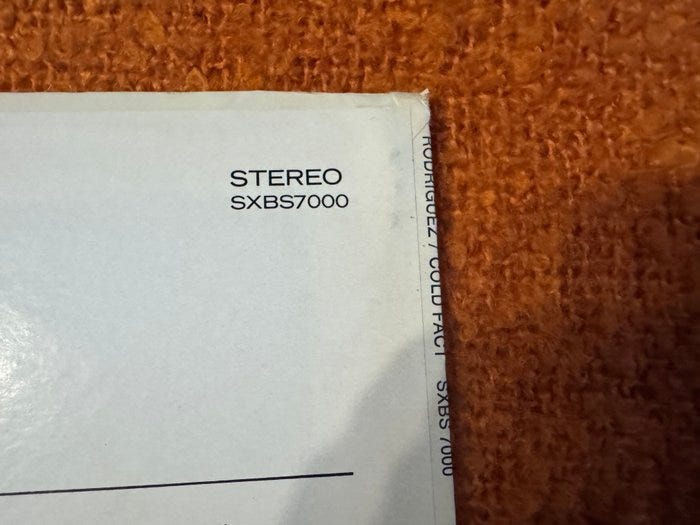 STEREO
SXBS7000
RODRIGUEZ / COLD FACT SXBS 7000